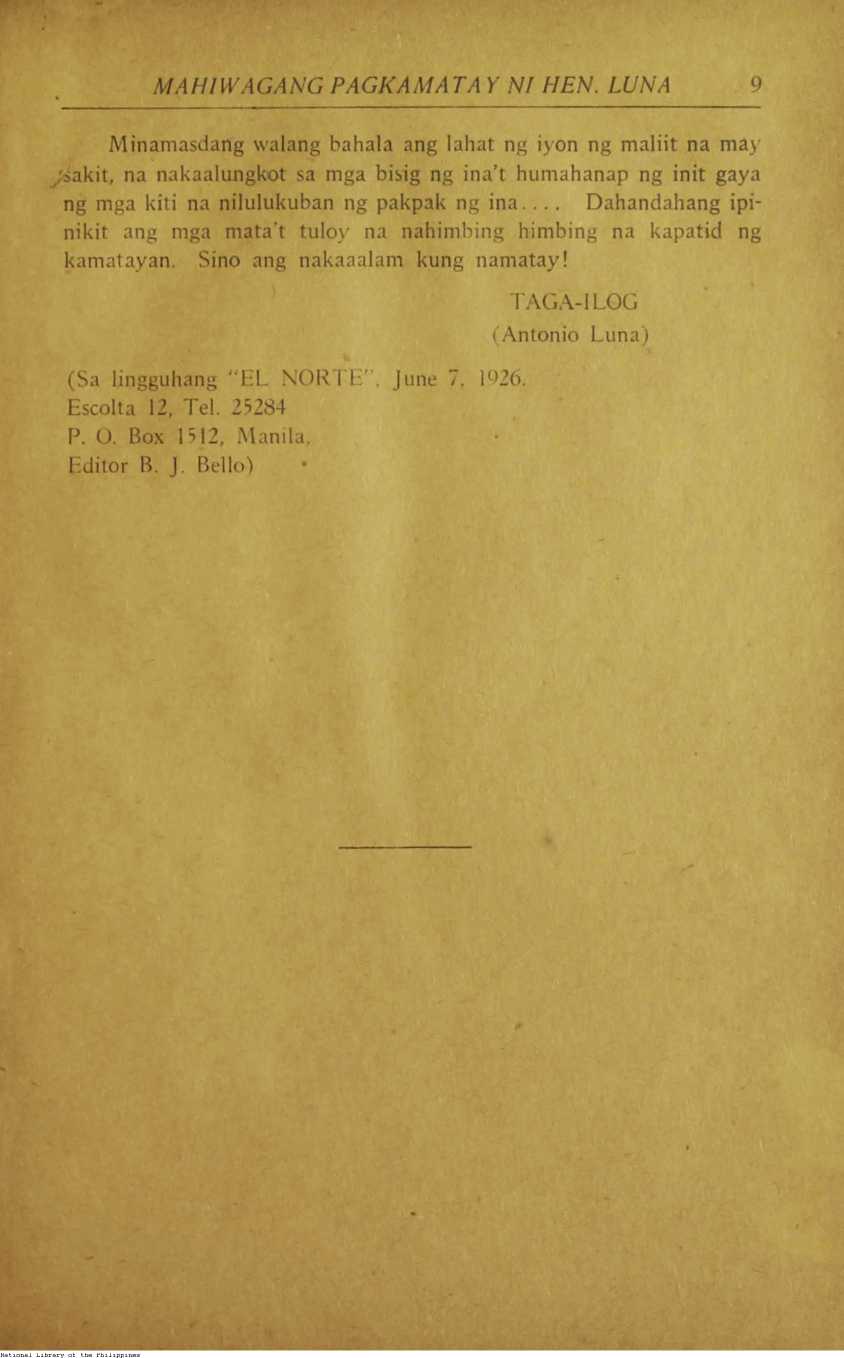 MAHIWAGANG PAGKAMATAY NI HEN. LUNA 9
Minamasdang walang bahala ang lahat ng iyon ng maliit na may
sakit, na nakaalungkot sa mga bisig ng ina't humahanap ng init gaya
ng mga kiti na nilulukuban ng pakpak ng ina.... Dahandahang ipi-
nikit ang mga mata't tuloy na nahimbing himbing na kapatid ng
kamatayan. Sino ang nakaaalam kung namatay!
TAGA-ILOG
(Antonio Luna)
(Sa lingguhang "EL NORTE", June 7, 1926.
Escolta 12, Tel. 25284
P. O. Box 1512, Manila,
Editor B. J. Bello)
National Library of the Philippines